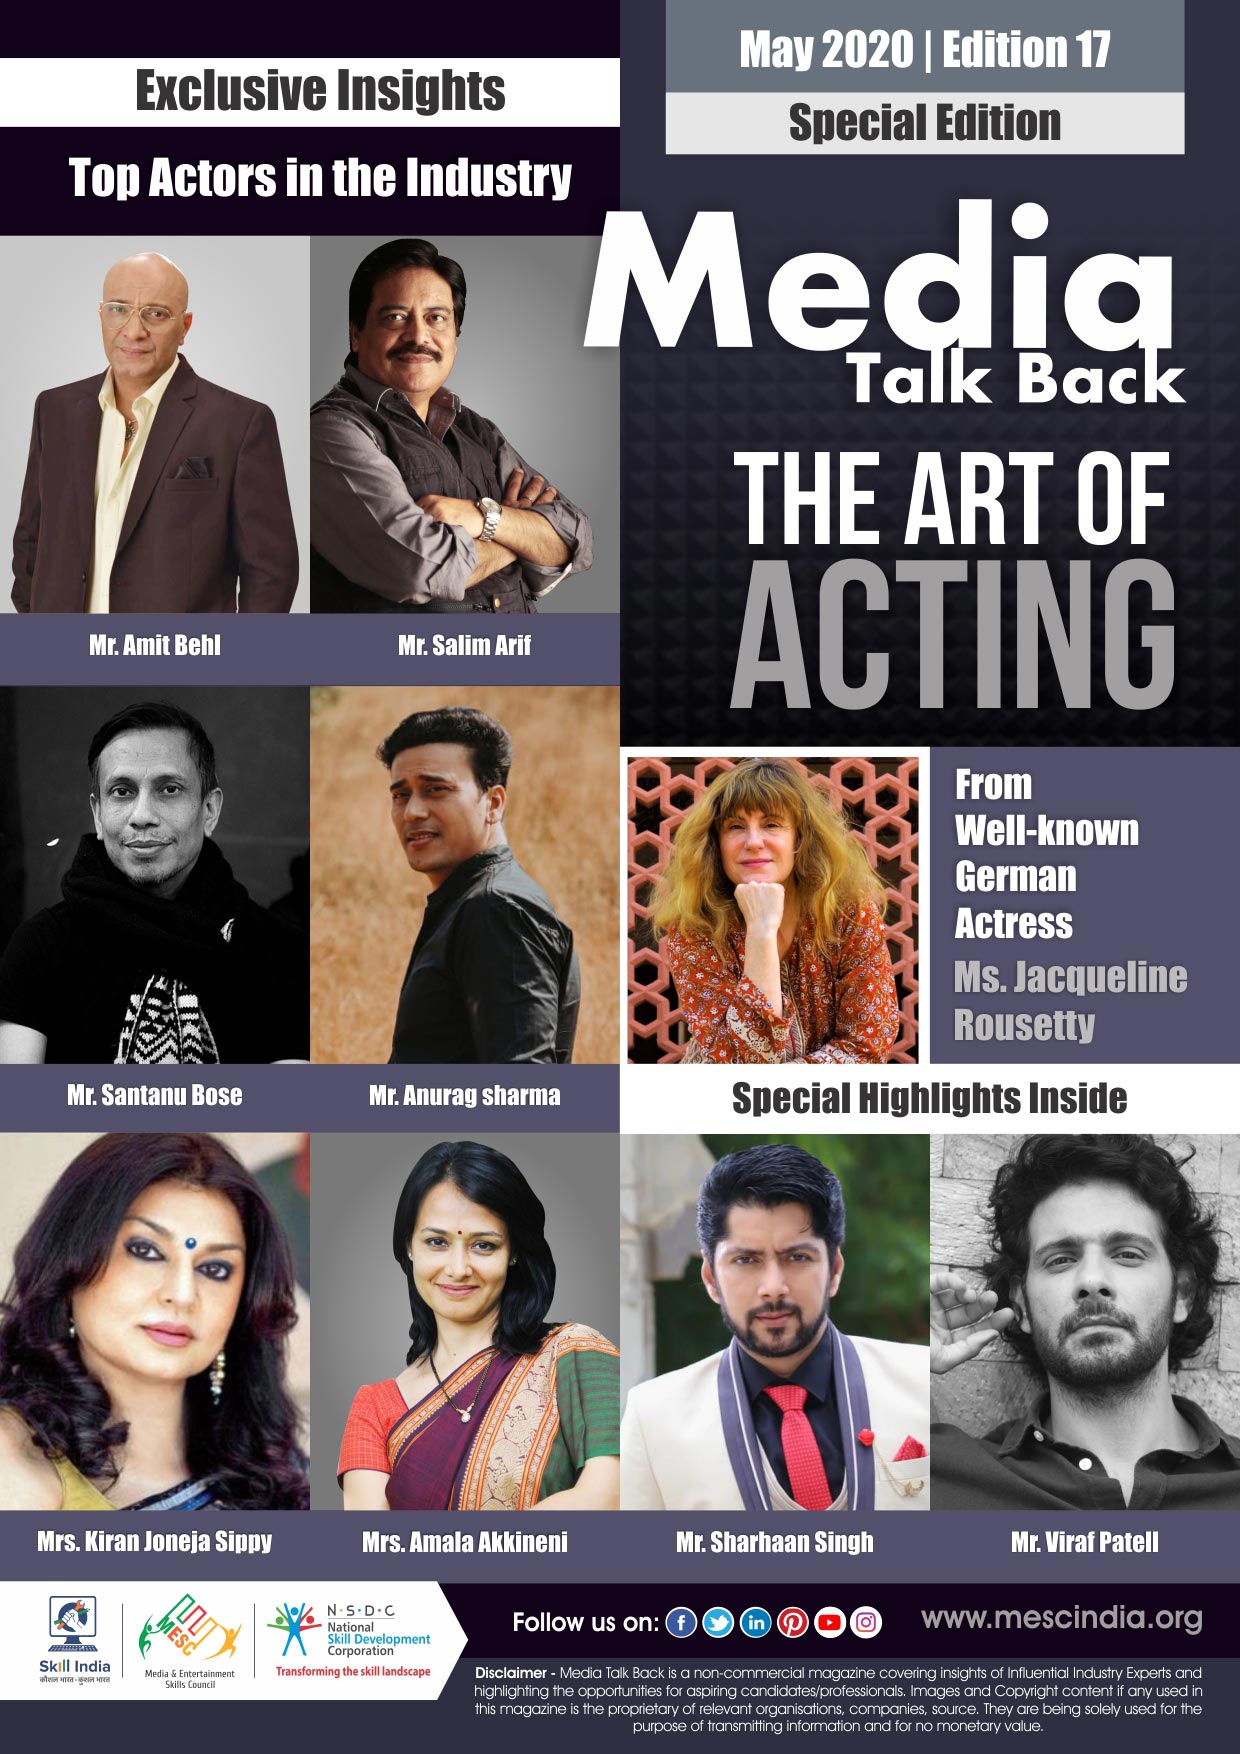 Exclusive Insights
Top Actors in the Industry
May 2020 | Edition 17
Special Edition
Media
Talk Back
THE ART OF
ACTING
Mr. Amit Behl
Mr. Salim Arif
From
Well-known
German
Actress
Ms. Jacqueline
Rousetty
Mr. Santanu Bose
Mr. Anurag sharma
Special Highlights Inside
Mrs. Kiran Joneja Sippy
Mrs. Amala Akkineni
Mr. Sharhaan Singh
Mr. Viraf Patell
Skill India
कौशल भारत - कुशल भारत
MESC
Media & Entertainment
Skills Council
N·S·D·C
National
Skill Development
Corporation
Transforming the skill landscape
Follow us on:
www.mescindia.org
Disclaimer - Media Talk Back is a non-commercial magazine covering insights of Influential Industry Experts and
highlighting the opportunities for aspiring candidates/professionals. Images and Copyright content if any used in
this magazine is the proprietary of relevant organisations, companies, source. They are being solely used for the
purpose of transmitting information and for no monetary value.